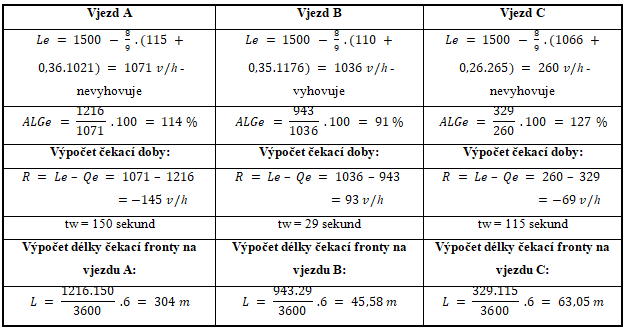 Vjezd A
Vjezd B
Vjezd C
Le = 1500 − 8/9 . (115 +
0,36.1021) = 1071 v/h -
nevyhovuje
Le = 1500 − 8/9 . (110 +
0,35.1176) = 1036 v/h -
vyhovuje
Le = 1500 − 8/9 . (1066 +
0,26.265) = 260 v/h -
nevyhovuje
ALGe = 1216/1071 . 100 = 114 %
ALGe = 943/1036 . 100 = 91 %
ALGe = 329/260 . 100 = 127 %
Výpočet čekací doby:
Výpočet čekací doby:
Výpočet čekací doby:
R = Le – Qe = 1071 − 1216
= −145 v/h
R = Le – Qe = 1036 − 943
= 93 v/h
R = Le – Qe = 260 − 329
= −69 v/h
tw = 150 sekund
tw = 29 sekund
tw = 115 sekund
Výpočet délky čekací fronty na
vjezdu A:
Výpočet délky čekací fronty na
vjezdu B:
Výpočet délky čekací fronty na
vjezdu C:
L = 1216.150/3600 .6 = 304 m
L = 943.29/3600 .6 = 45,58 m
L = 329.115/3600 .6 = 63,05 m